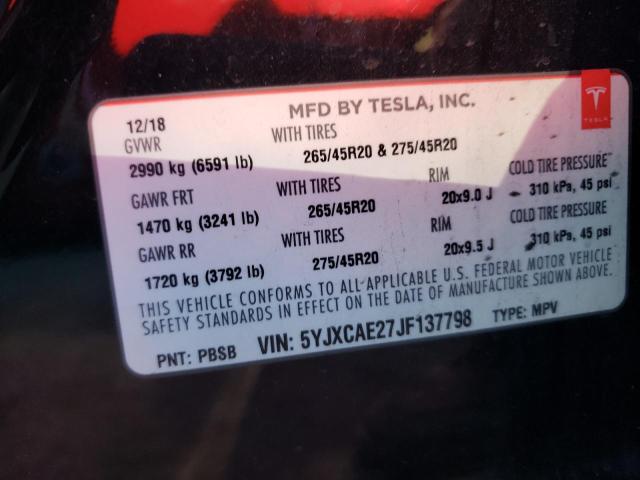 MFD BY TESLA, INC.
TESLA
12/18
GVWR WITH TIRES
2990 kg (6591 lb) 265/45R20 & 275/45R20
GAWR FRT WITH TIRES RIM COLD TIRE PRESSURE
1470 kg (3241 lb) 265/45R20 20x9.0 J 310 kPa, 45 psi
GAWR RR WITH TIRES RIM COLD TIRE PRESSURE
1720 kg (3792 lb) 275/45R20 20x9.5 J 310 kPa, 45 psi
THIS VEHICLE CONFORMS TO ALL APPLICABLE U.S. FEDERAL MOTOR VEHICLE
SAFETY STANDARDS IN EFFECT ON THE DATE OF MANUFACTURE SHOWN ABOVE.
PNT: PBSB VIN: 5YJXCAE27JF137798 TYPE: MPV